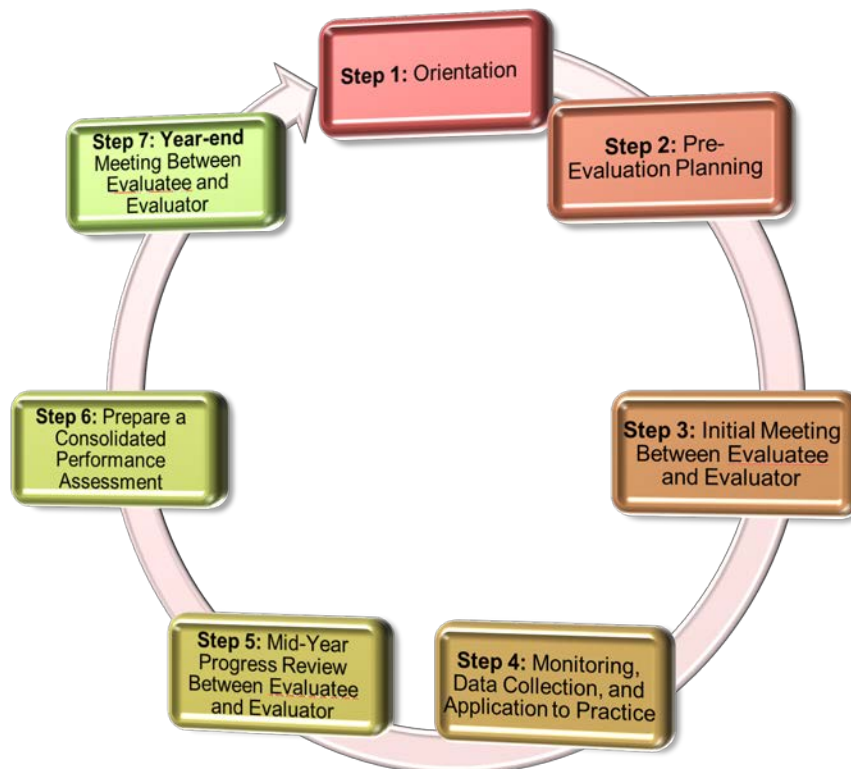 Step 1: Orientation
Step 2: Pre-
Evaluation Planning
Step 3: Initial Meeting
Between Evaluatee
and Evaluator
Step 4: Monitoring,
Data Collection, and
Application to Practice
Step 5: Mid-Year
Progress Review
Between Evaluatee
and Evaluator
Step 6: Prepare a
Consolidated
Performance
Assessment
Step 7: Year-end
Meeting Between
Evaluatee and
Evaluator